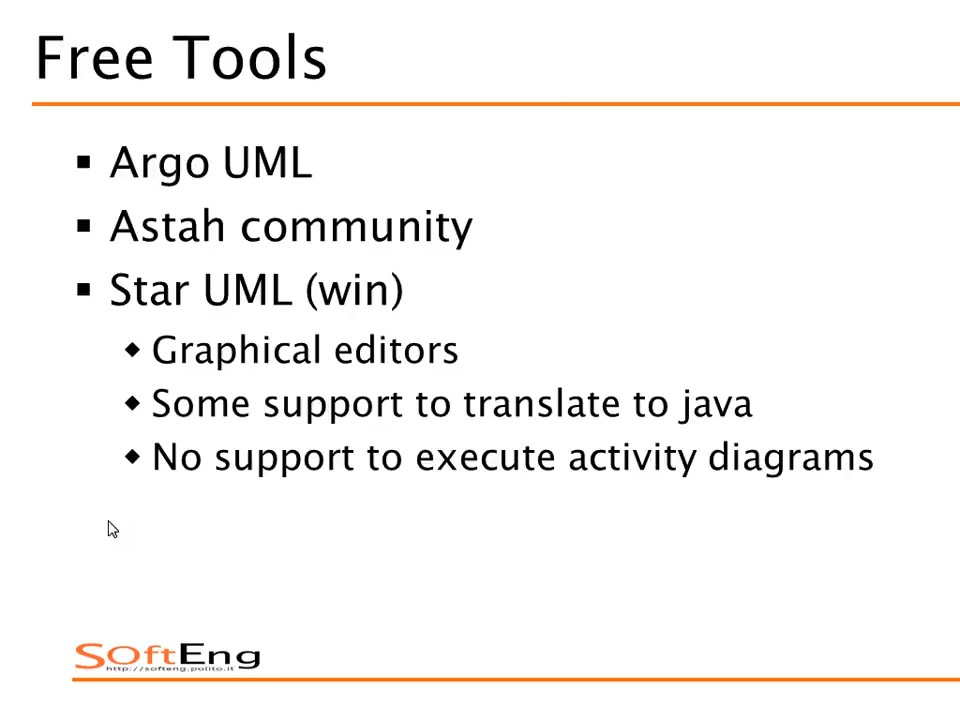 Free Tools
Argo UML
Astah community
Star UML (win)
Graphical editors
Some support to translate to java
No support to execute activity diagrams
SOftEng
http://softeng.polito.it